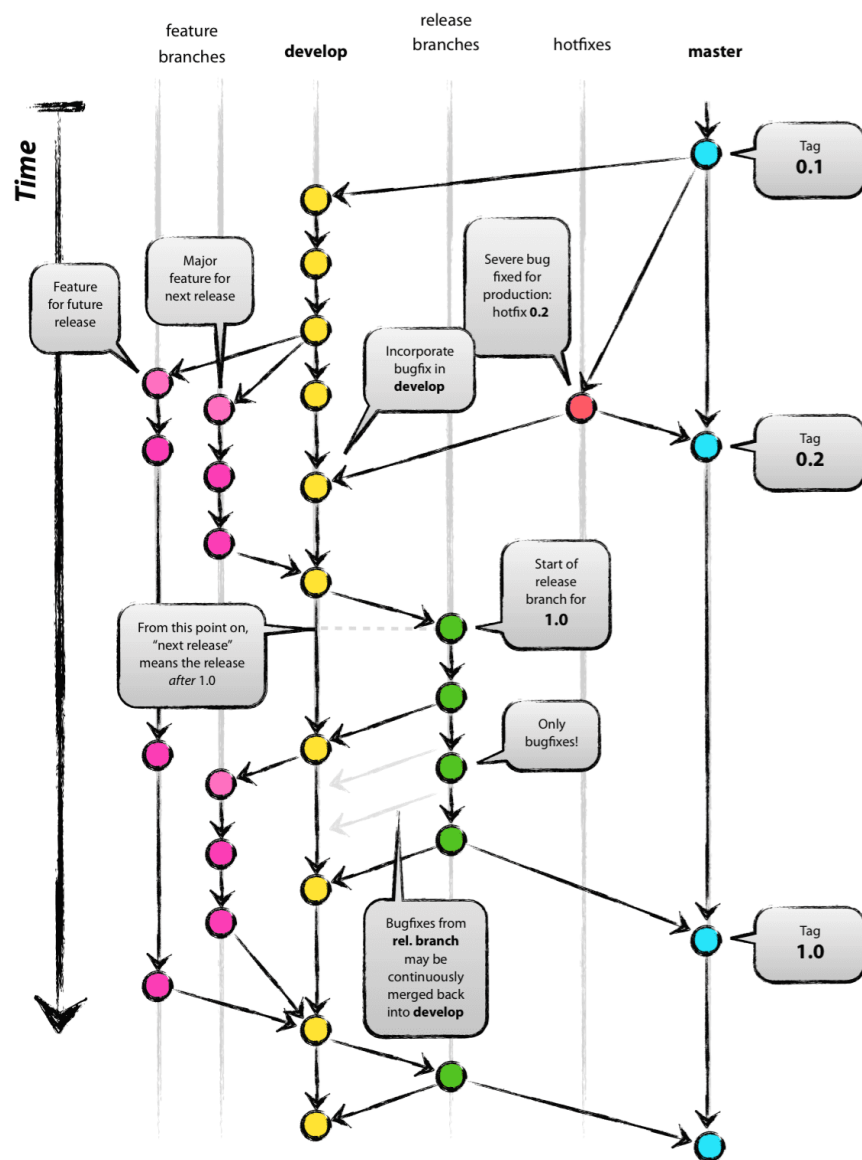 feature
branches
develop
release
branches
hotfixes
master
Time
Tag
0.1
Major
feature for
next release
Severe bug
fixed for
production:
hotfix 0.2
Feature
for future
release
Incorporate
bugfix in
develop
Tag
0.2
Start of
release
branch for
1.0
From this point on,
“next release”
means the release
after 1.0
Only
bugfixes!
Bugfixes from
rel. branch
may be
continuously
merged back
into develop
Tag
1.0